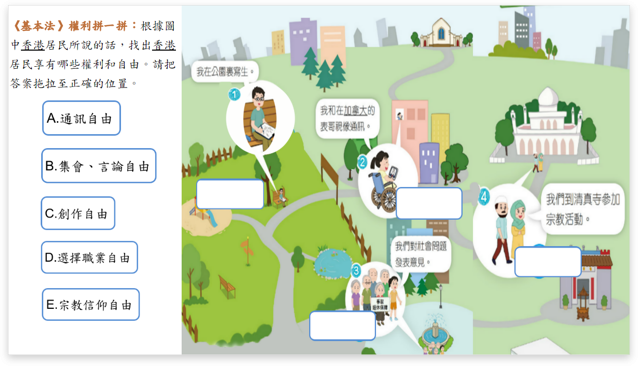 《基本法》權利拼一拼：根據圖
中香港居民所說的話，找出香港
居民享有哪些權利和自由。請把
答案拖拉至正確的位置。
A.通訊自由
B.集會、言論自由
C.創作自由
D.選擇職業自由
E.宗教信仰自由
我在公園裏寫生。
1
我和在加拿大的
表哥視像通訊。
2
我們對社會問題
發表意見。
3
我們到清真寺參加
宗教活動。
4